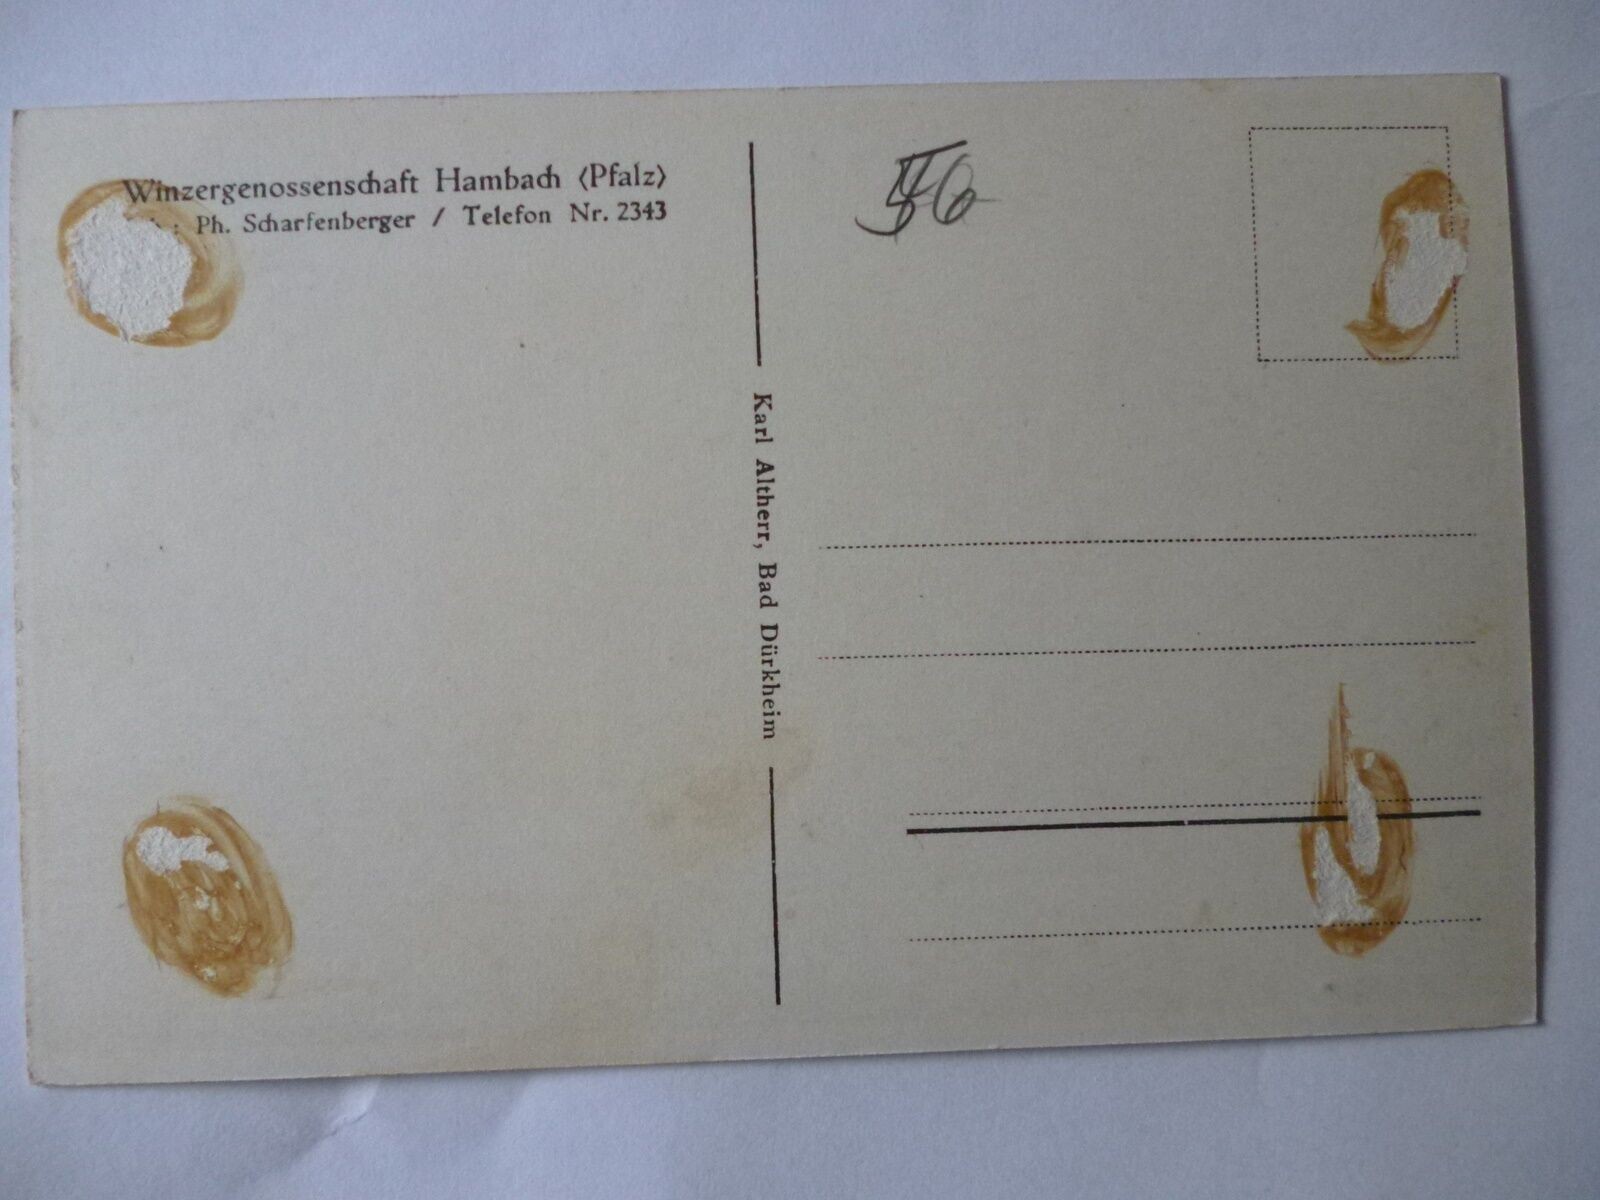 Winzergenossenschaft Hambach (Pfalz)
: Ph. Scharfenberger / Telefon Nr. 2343
Karl Altherr, Bad Dürkheim